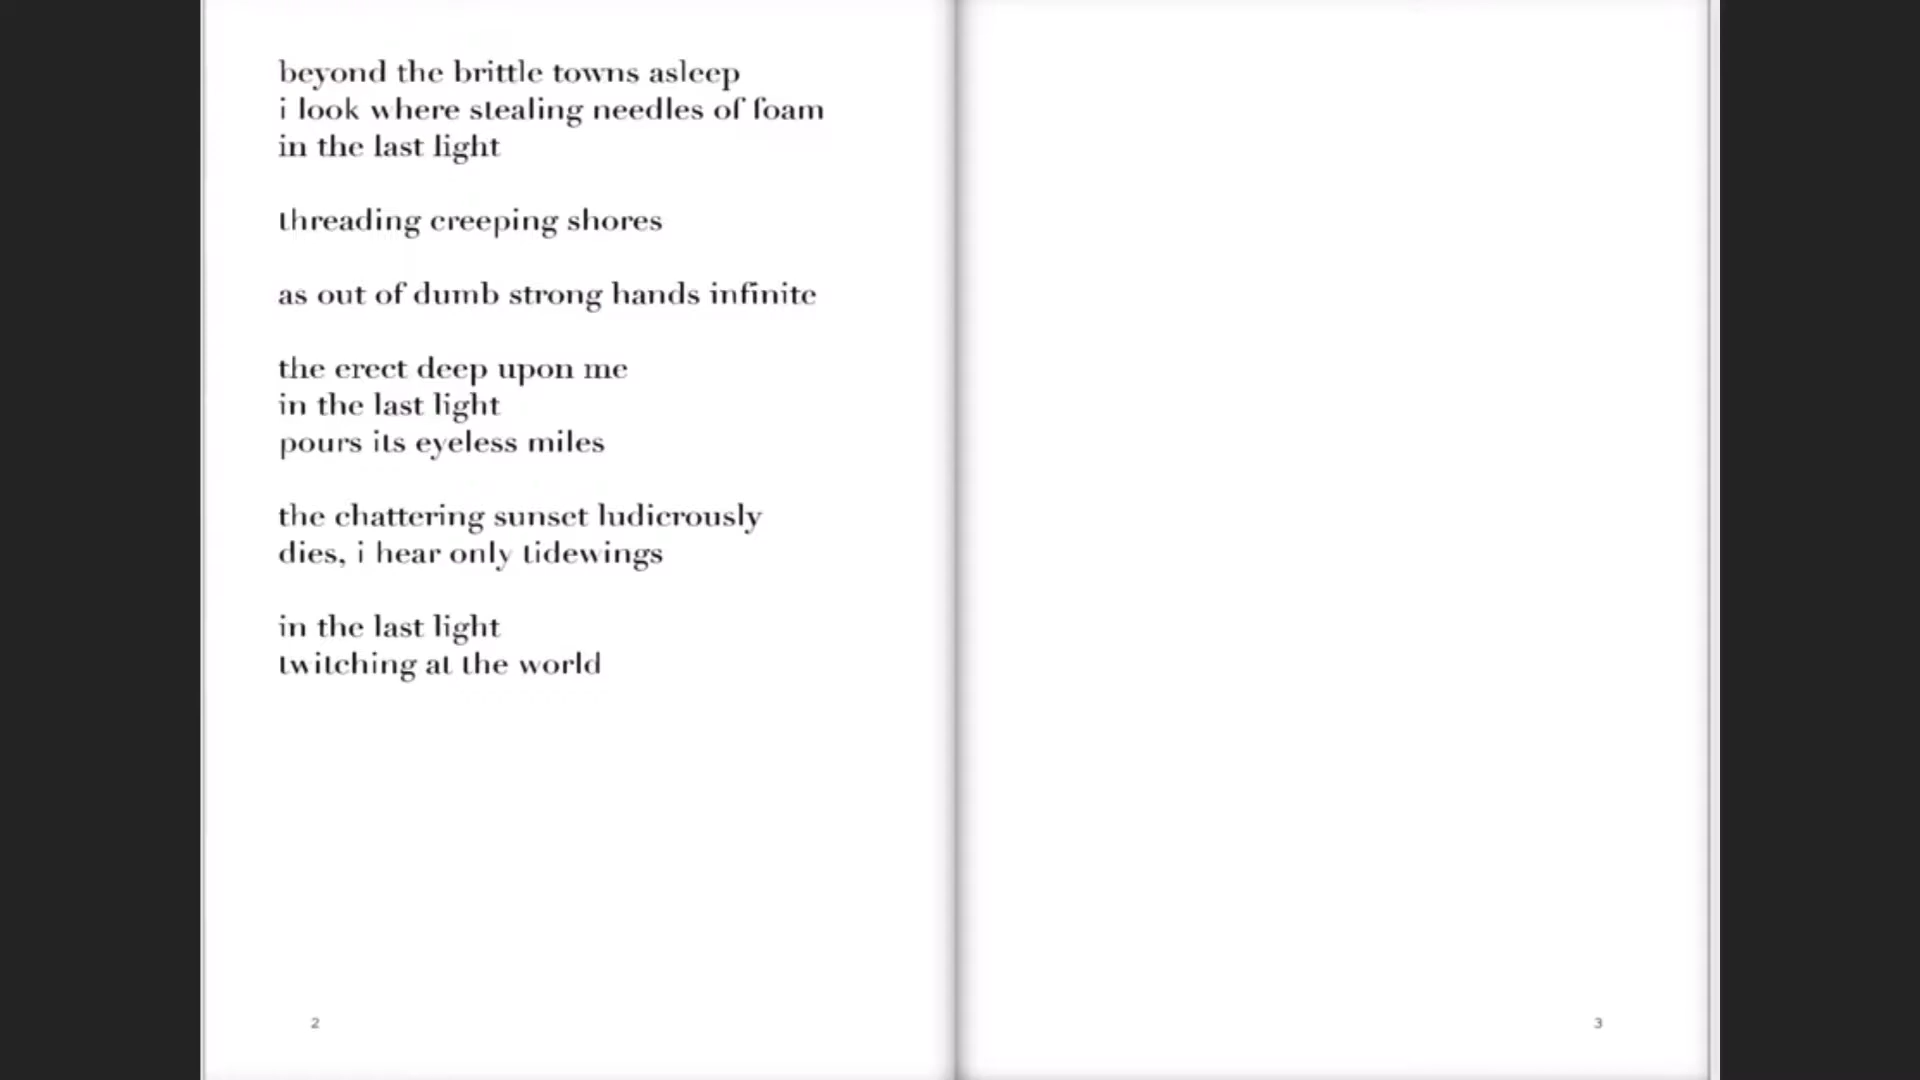 beyond the brittle towns asleep
i look where stealing needles of foam
in the last light
threading creeping shores
as out of dumb strong hands infinite
the erect deep upon me
in the last light
pours its eyeless miles
the chattering sunset ludicrously
dies, i hear only tidewings
in the last light
twitching at the world
2
3